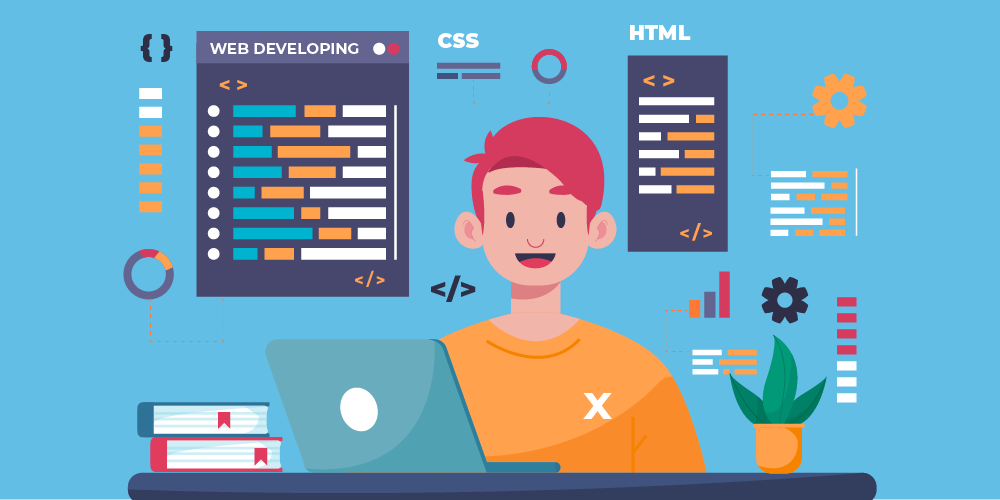 { }
WEB DEVELOPING
< >
</>
CSS
HTML
< >
</>
</>
X